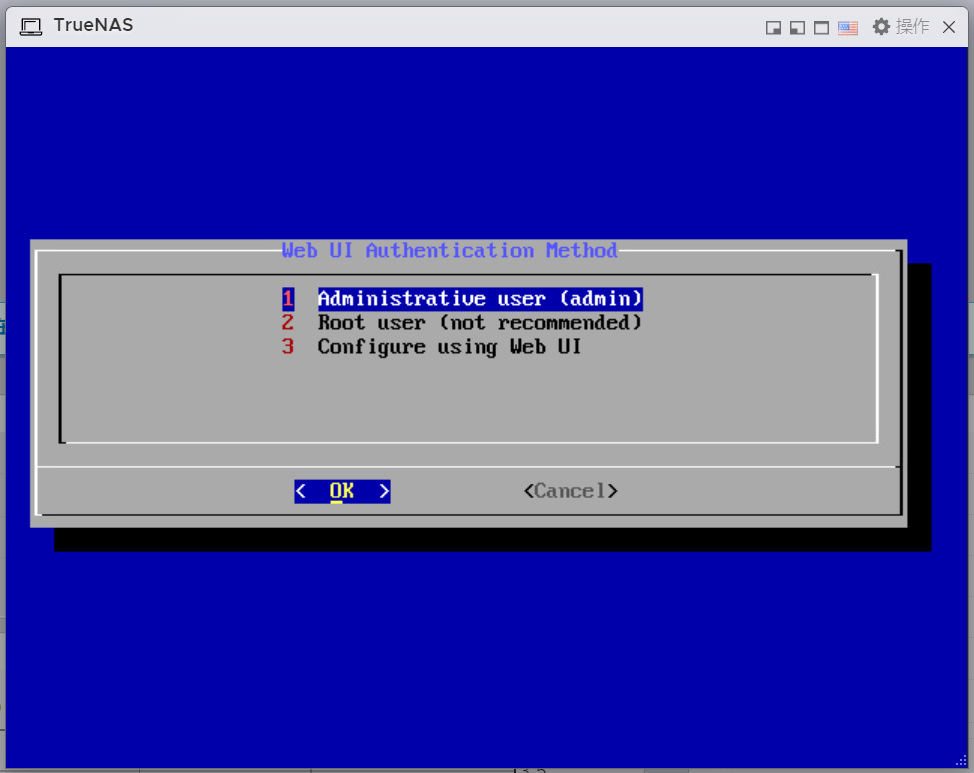 TrueNAS
操作
Web UI Authentication Method
1 Administrative user (admin)
2 Root user (not recommended)
3 Configure using Web UI
< OK > <Cancel>